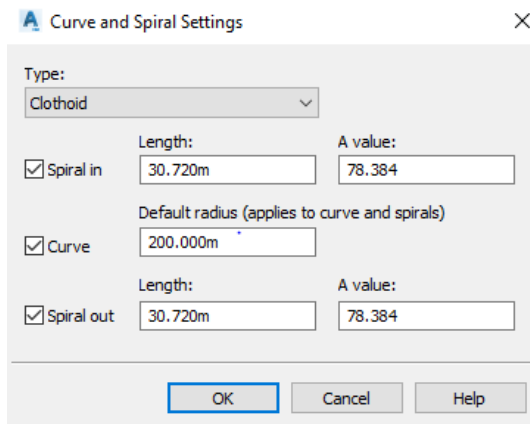 Curve and Spiral Settings
Type:
Clothoid
Length: A value:
Spiral in 30.720m 78.384
Default radius (applies to curve and spirals)
Curve 200.000m
Length: A value:
Spiral out 30.720m 78.384
OK Cancel Help